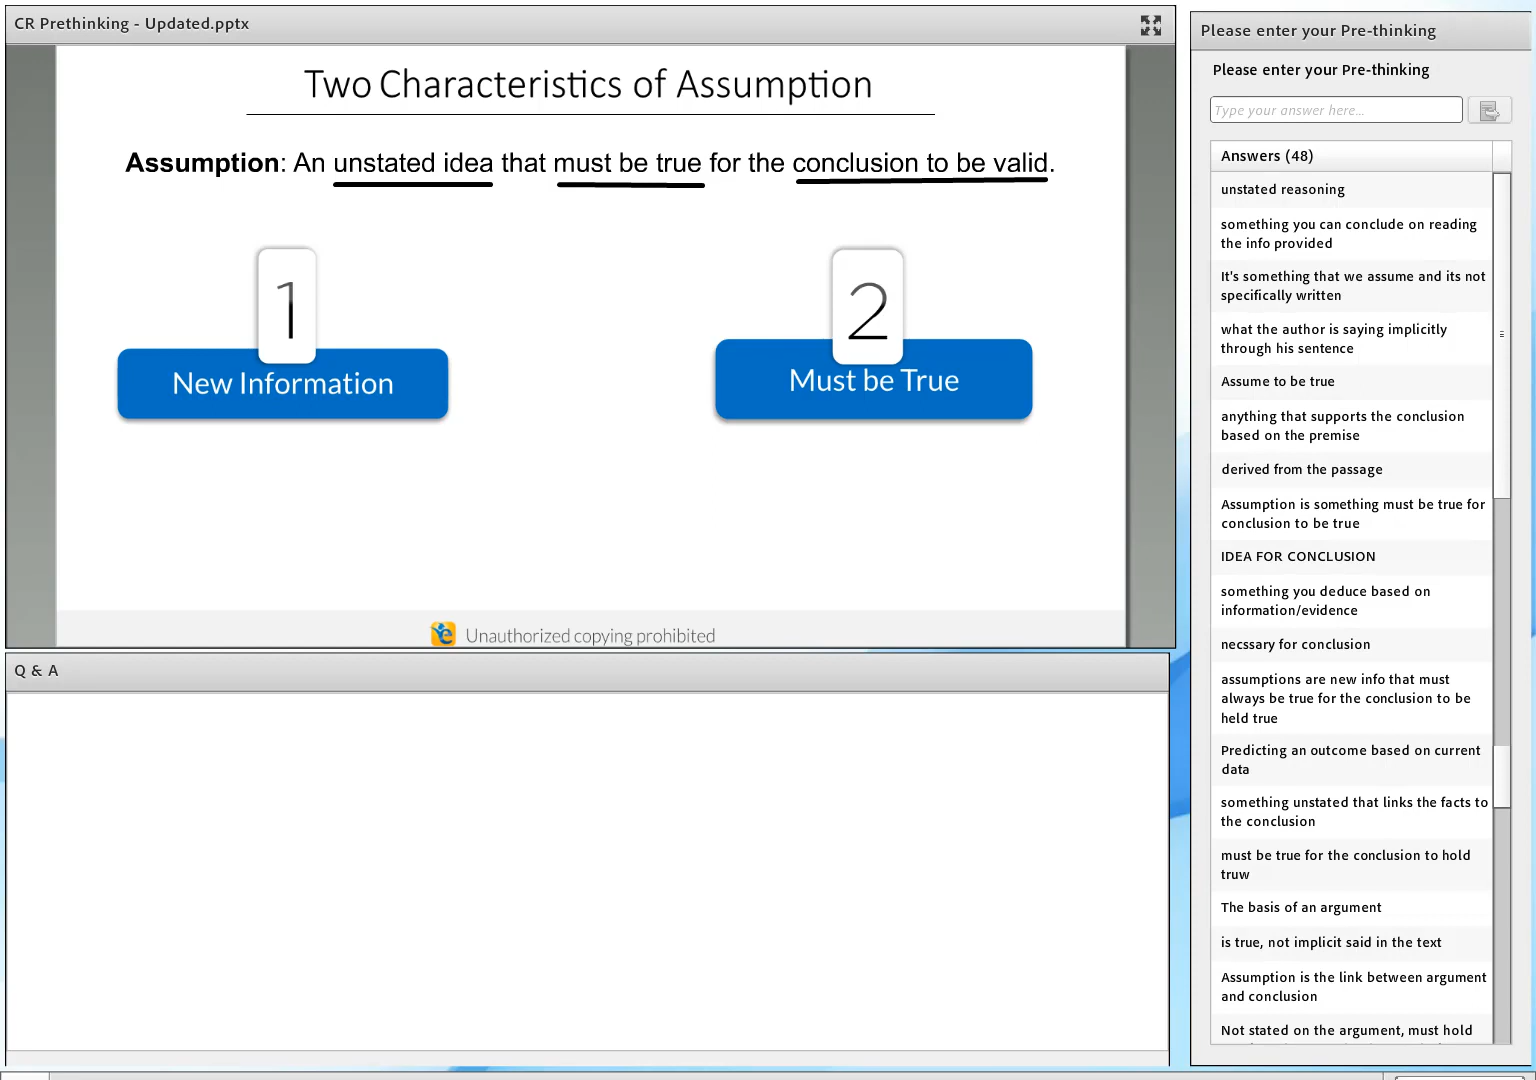 CR Prethinking - Updated.pptx
Two Characteristics of Assumption
Assumption: An unstated idea that must be true for the conclusion to be valid.
1
New Information
2
Must be True
Unauthorized copying prohibited
Q & A
Please enter your Pre-thinking
Please enter your Pre-thinking
Type your answer here...
Answers (48)
unstated reasoning
something you can conclude on reading
the info provided
It's something that we assume and its not
specifically written
what the author is saying implicitly
through his sentence
Assume to be true
anything that supports the conclusion
based on the premise
derived from the passage
Assumption is something must be true for
conclusion to be true
IDEA FOR CONCLUSION
something you deduce based on
information/evidence
necssary for conclusion
assumptions are new info that must
always be true for the conclusion to be
held true
Predicting an outcome based on current
data
something unstated that links the facts to
the conclusion
must be true for the conclusion to hold
truw
The basis of an argument
is true, not implicit said in the text
Assumption is the link between argument
and conclusion
Not stated on the argument, must hold